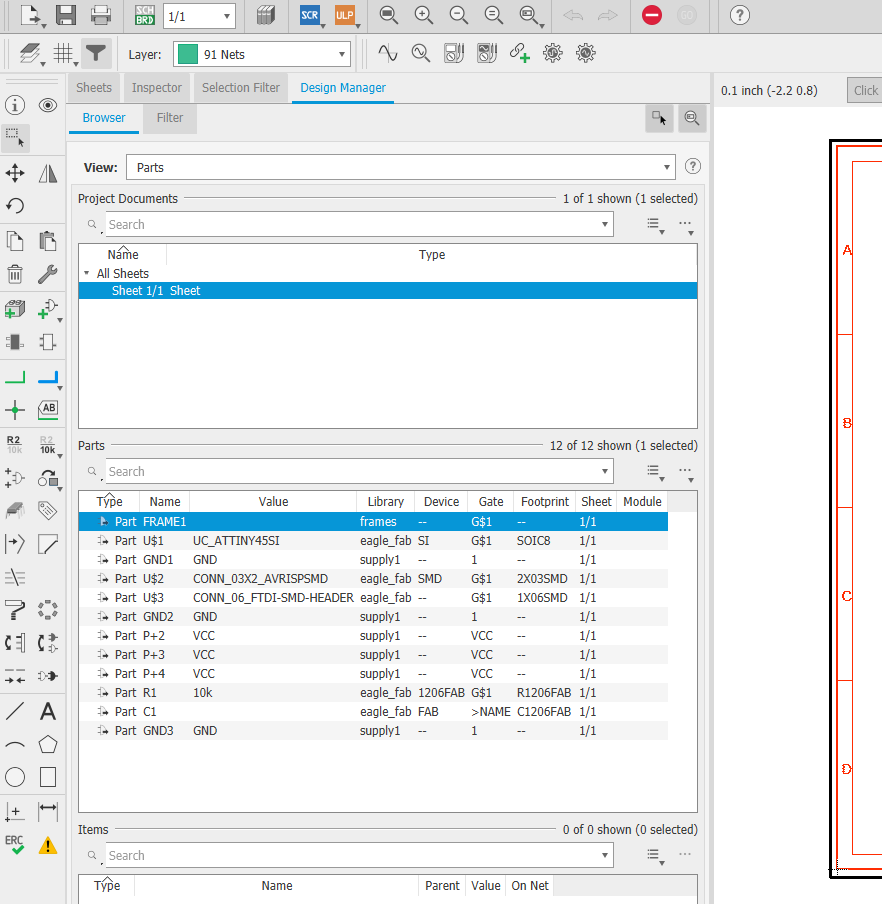 SCH BRD 1/1 SCR ULP GO ?
Layer: 91 Nets
Sheets Inspector Selection Filter Design Manager
Browser Filter
0.1 inch (-2.2 0.8) Click
View: Parts ?
Project Documents 1 of 1 shown (1 selected)
Search
Name Type
All Sheets
Sheet 1/1 Sheet
Parts 12 of 12 shown (1 selected)
Search
Type Name Value Library Device Gate Footprint Sheet Module
Part FRAME1 frames -- G$1 -- 1/1
Part U$1 UC_ATTINY45SI eagle_fab SI G$1 SOIC8 1/1
Part GND1 GND supply1 -- 1 -- 1/1
Part U$2 CONN_03X2_AVRISPSMD eagle_fab SMD G$1 2X03SMD 1/1
Part U$3 CONN_06_FTDI-SMD-HEADER eagle_fab -- G$1 1X06SMD 1/1
Part GND2 GND supply1 -- 1 -- 1/1
Part P+2 VCC supply1 -- VCC -- 1/1
Part P+3 VCC supply1 -- VCC -- 1/1
Part P+4 VCC supply1 -- VCC -- 1/1
Part R1 10k eagle_fab 1206FAB G$1 R1206FAB 1/1
Part C1 eagle_fab FAB >NAME C1206FAB 1/1
Part GND3 GND supply1 -- 1 -- 1/1
Items 0 of 0 shown (0 selected)
Search
Type Name Parent Value On Net
AB
R2 R2
10k 10k
A
ERC
A
B
C
D